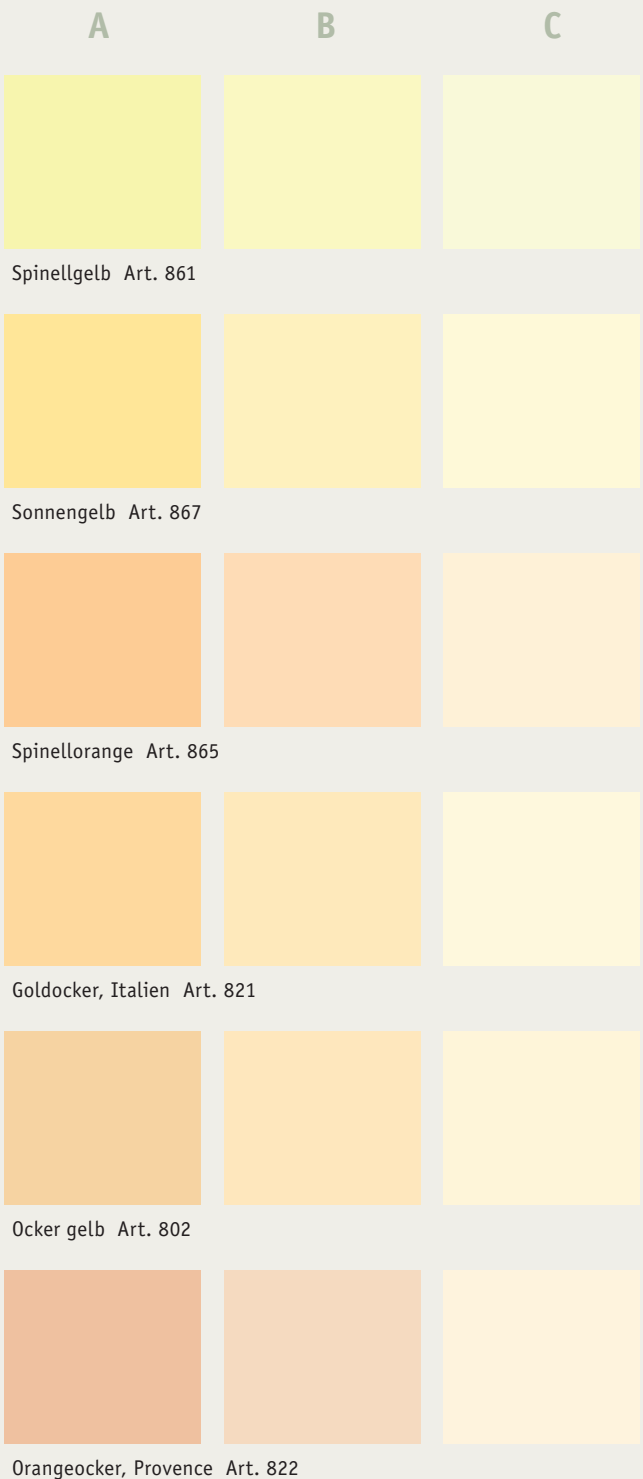 A B C
Spinellgelb Art. 861
Sonnengelb Art. 867
Spinellorange Art. 865
Goldocker, Italien Art. 821
Ocker gelb Art. 802
Orangeocker, Provence Art. 822